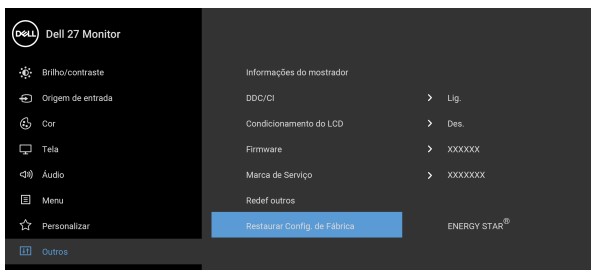 DELL Dell 27 Monitor
Brilho/contraste
Informações do mostrador
Origem de entrada
DDC/CI
Lig.
Cor
Condicionamento do LCD
Des.
Tela
Firmware
XXXXXX
Áudio
Marca de Serviço
XXXXXXX
Menu
Redef outros
Personalizar
Restaurar Config. de Fábrica
ENERGY STAR®
Outros